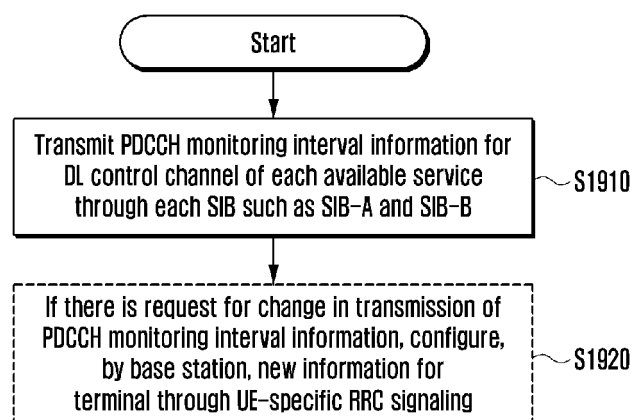 Start
Transmit PDCCH monitoring interval information for
DL control channel of each available service
through each SIB such as SIB-A and SIB-B
S1910
If there is request for change in transmission of
PDCCH monitoring interval information, configure,
by base station, new information for
terminal through UE-specific RRC signaling
S1920